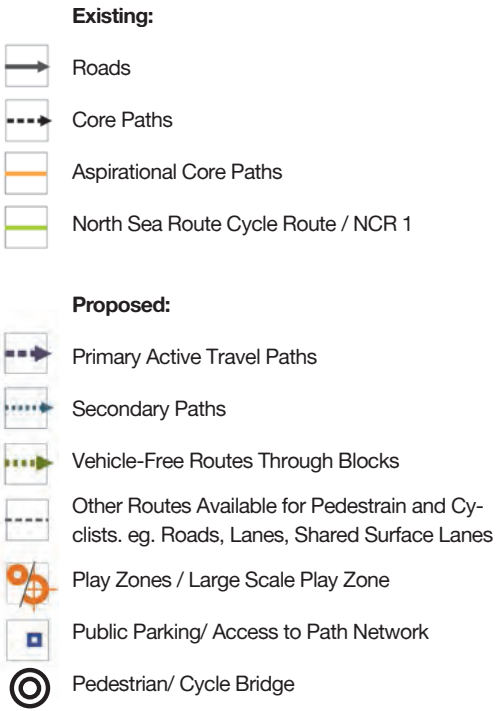 Existing:
Roads
Core Paths
Aspirational Core Paths
North Sea Route Cycle Route / NCR 1
Proposed:
Primary Active Travel Paths
Secondary Paths
Vehicle-Free Routes Through Blocks
Other Routes Available for Pedestrain and Cy-
clists. eg. Roads, Lanes, Shared Surface Lanes
Play Zones / Large Scale Play Zone
Public Parking/ Access to Path Network
Pedestrian/ Cycle Bridge